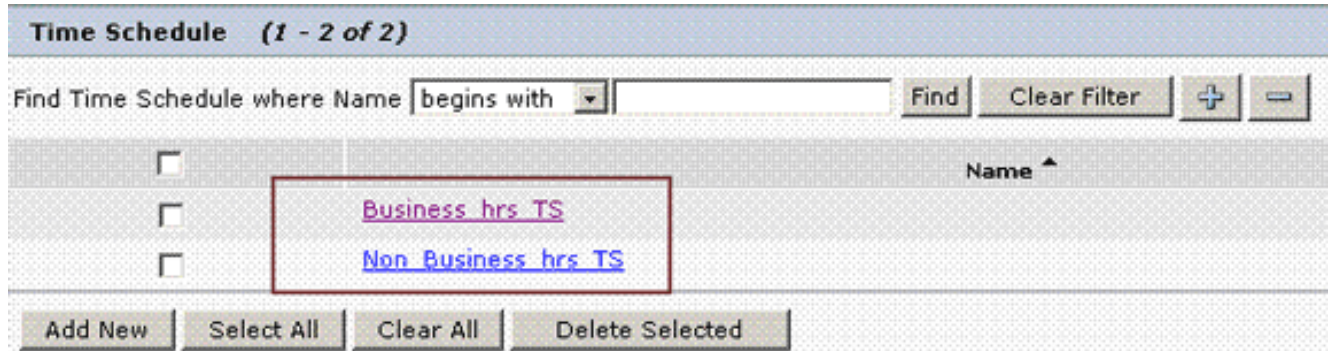 Time Schedule (1 - 2 of 2)
Find Time Schedule where Name begins with Find Clear Filter
Name
Business_hrs_TS
Non_Business_hrs_TS
Add New Select All Clear All Delete Selected